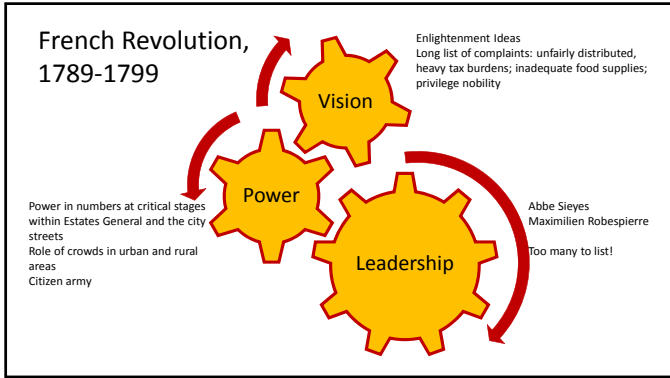 French Revolution,
1789-1799
Enlightenment Ideas
Long list of complaints: unfairly distributed,
heavy tax burdens; inadequate food supplies;
privilege nobility
Vision
Power
Power in numbers at critical stages
within Estates General and the city
streets
Role of crowds in urban and rural
areas
Citizen army
Leadership
Abbe Sieyes
Maximilien Robespierre
Too many to list!